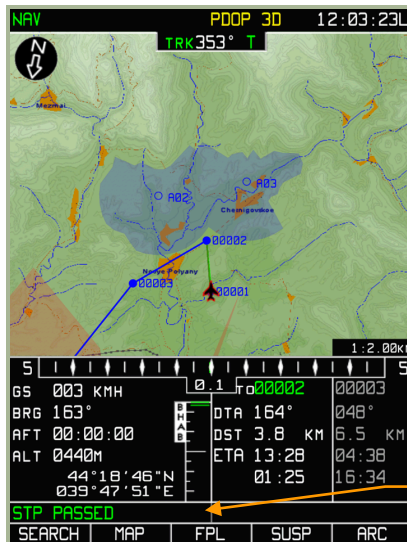 NAV PDOP 3D 12:03:23L
TRK353° T
N
Mezmai
A02 A03
Chernigovskoe
00002
Novye Polyany
00003 00001
1:2.00KM
5 5
GS 003 KMH 0.1 TO00002 00003
BRG 163° DTA 164° 048°
AFT 00:00:00 DST 3.8 KM 6.5 KM
ALT 0440M ETA 13:28 04:38
44°18'46"N 01:25 16:34
039°47'51"E
STP PASSED
SEARCH MAP FPL SUSP ARC